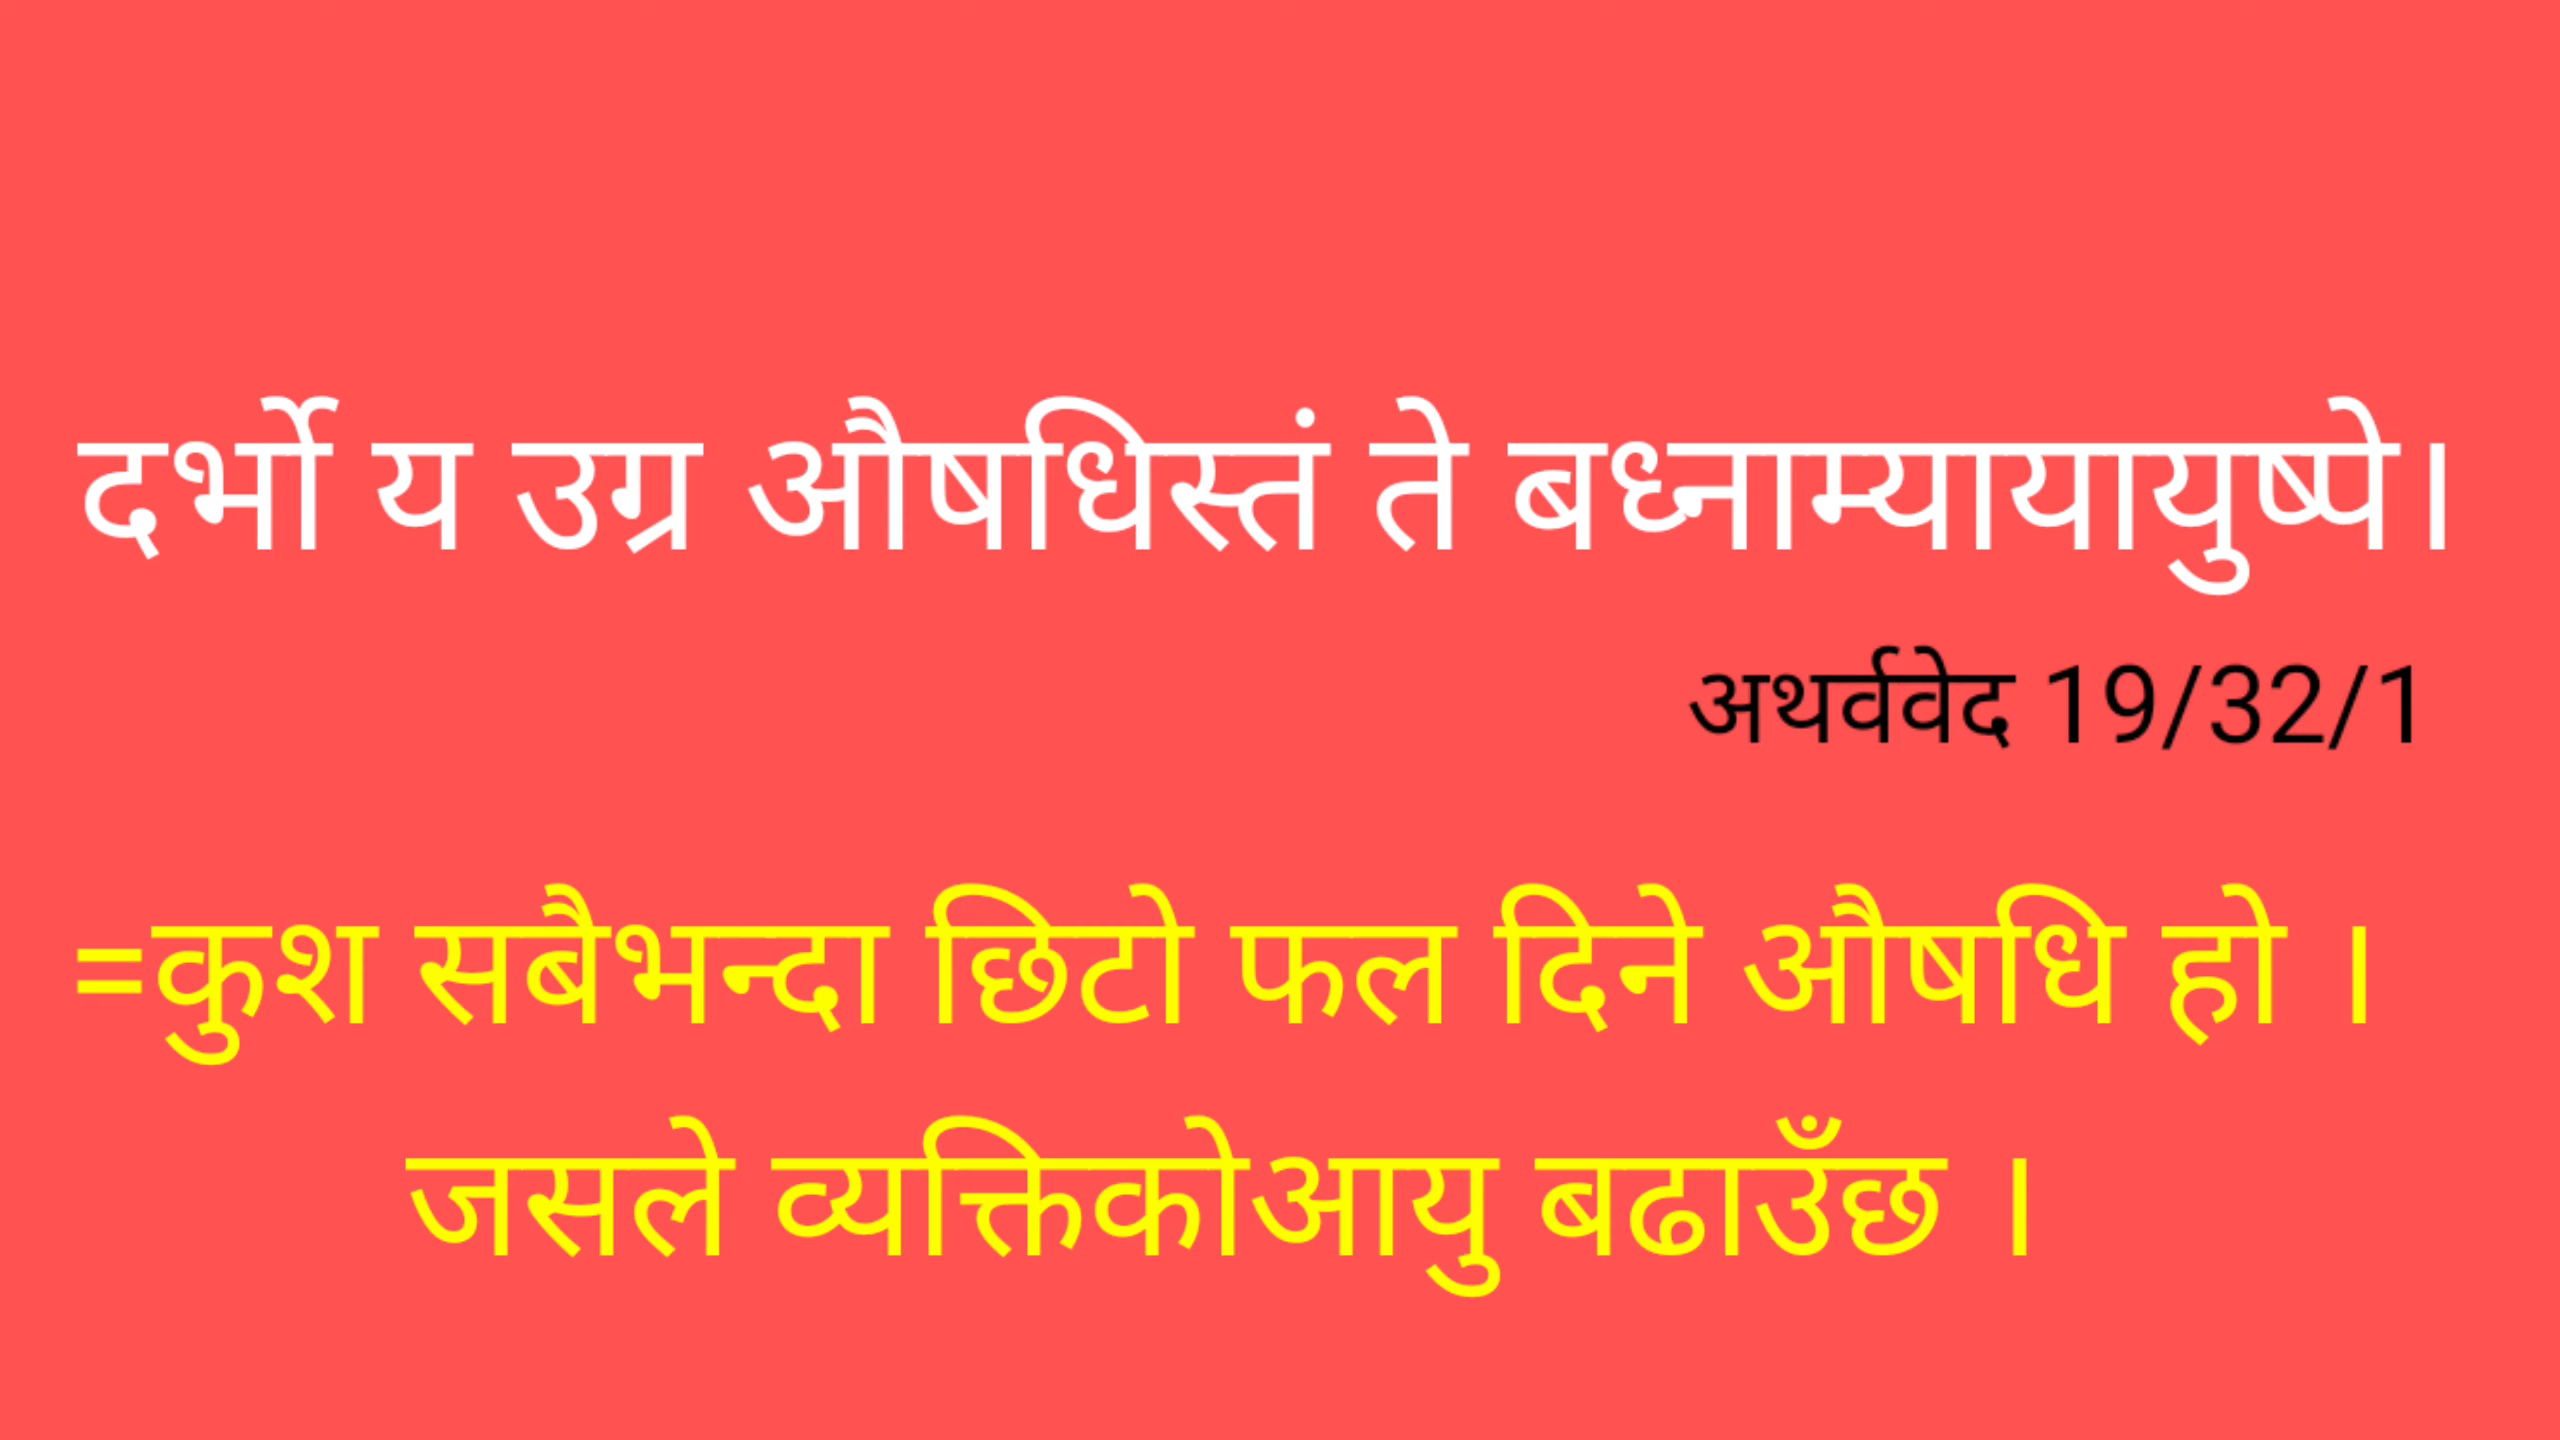 दर्भो य उग्र औषधिस्तं ते बध्नाम्यायायुष्पे।
अथर्ववेद 19/32/1
=कुश सबैभन्दा छिटो फल दिने औषधि हो ।
जसले व्यक्तिकोआयु बढाउँछ ।